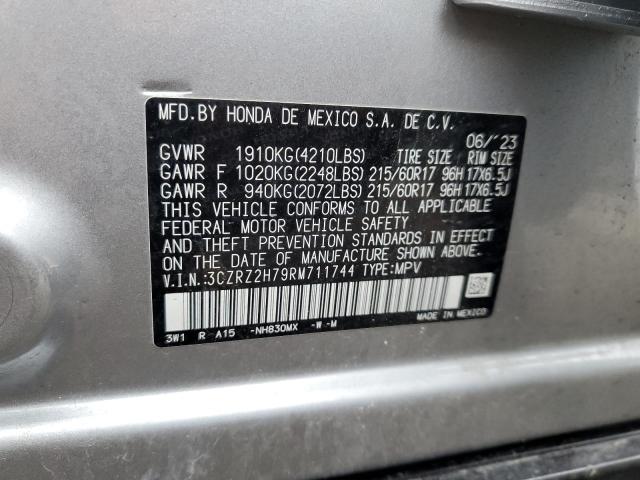 MFD.BY HONDA DE MEXICO S.A. DE C.V.
06/'23
GVWR 1910KG(4210LBS) TIRE SIZE RIM SIZE
GAWR F 1020KG(2248LBS) 215/60R17 96H 17X6.5J
GAWR R 940KG(2072LBS) 215/60R17 96H 17X6.5J
THIS VEHICLE CONFORMS TO ALL APPLICABLE
FEDERAL MOTOR VEHICLE SAFETY
AND THEFT PREVENTION STANDARDS IN EFFECT
ON THE DATE OF MANUFACTURE SHOWN ABOVE.
V.I.N.:3CZRZ2H79RM711744 TYPE:MPV
3W1 R-A15 -NH830MX -W-M MADE IN MEXICO